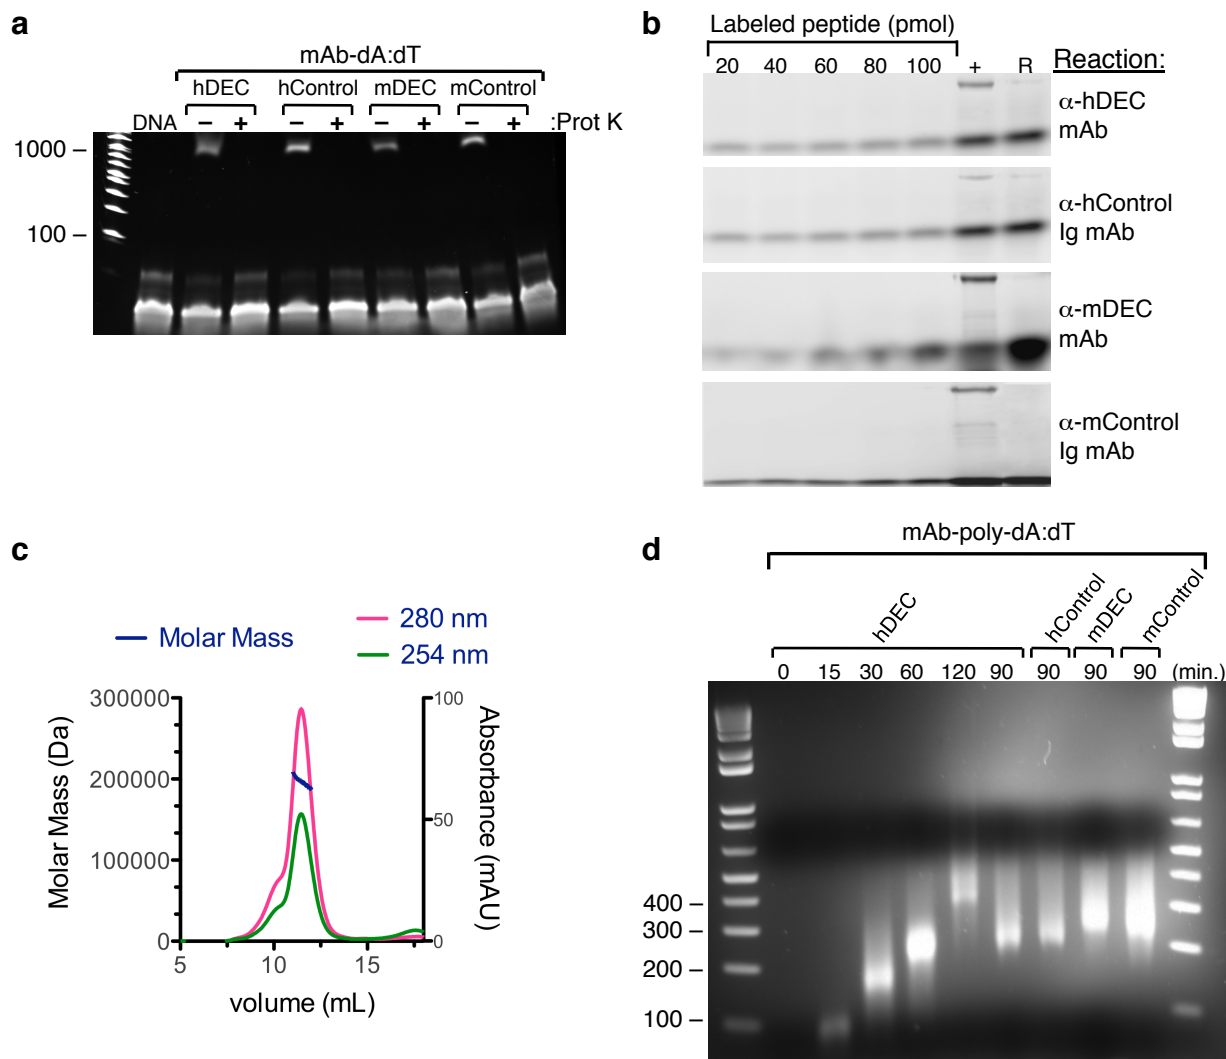 a
mAb-dA:dT
hDEC hControl mDEC mControl
DNA – + – + – + – + :Prot K
1000 –
100 –
b
Labeled peptide (pmol)
20 40 60 80 100 + R Reaction:
α-hDEC
mAb
α-hControl
Ig mAb
α-mDEC
mAb
α-mControl
Ig mAb
c
Molar Mass
280 nm
254 nm
Molar Mass (Da)
300000
200000
100000
0
5 10 15
volume (mL)
100
50
0
Absorbance (mAU)
d
mAb-poly-dA:dT
hDEC hControl mDEC mControl
0 15 30 60 120 90 90 90 90 (min.)
400 –
300 –
200 –
100 –